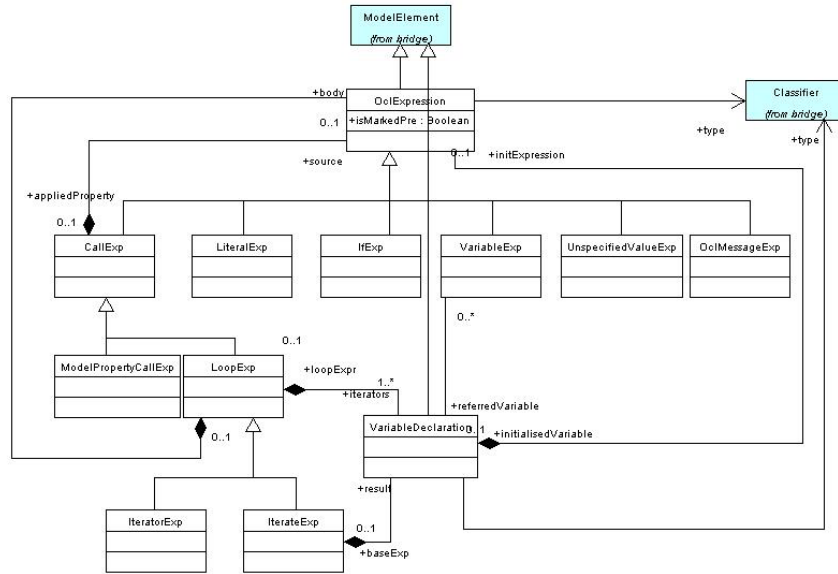 ModelElement
(from bridge)
+body
OclExpression
Classifier
(from bridge)
0..1
+isMarkedPre : Boolean
+type
+type
+source
0..1
+initExpression
+appliedProperty
0..1
CallExp
LiteralExp
IfExp
VariableExp
UnspecifiedValueExp
OclMessageExp
0..*
0..1
ModelPropertyCallExp
LoopExp
+loopExpr
1..*
+iterators
+referredVariable
0..1
VariableDeclaration
0..1
+initialisedVariable
+result
IteratorExp
IterateExp
0..1
+baseExp